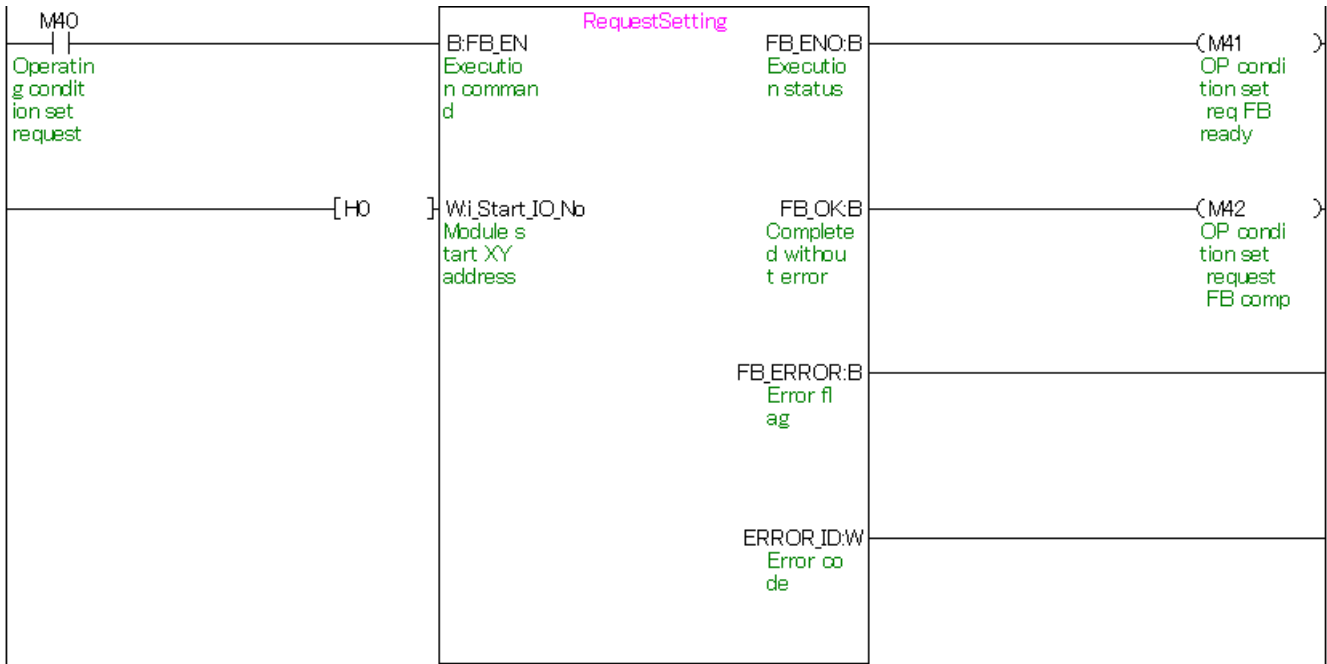 M40
Operatin
g condit
ion set
request
RequestSetting
B:FB_EN
Executio
n comman
d
FB_ENO:B
Executio
n status
M41
OP condi
tion set
req FB
ready
H0
W:i_Start_IO_No
Module s
tart XY
address
FB_OK:B
Complete
d withou
t error
M42
OP condi
tion set
request
FB comp
FB_ERROR:B
Error fl
ag
ERROR_ID:W
Error co
de